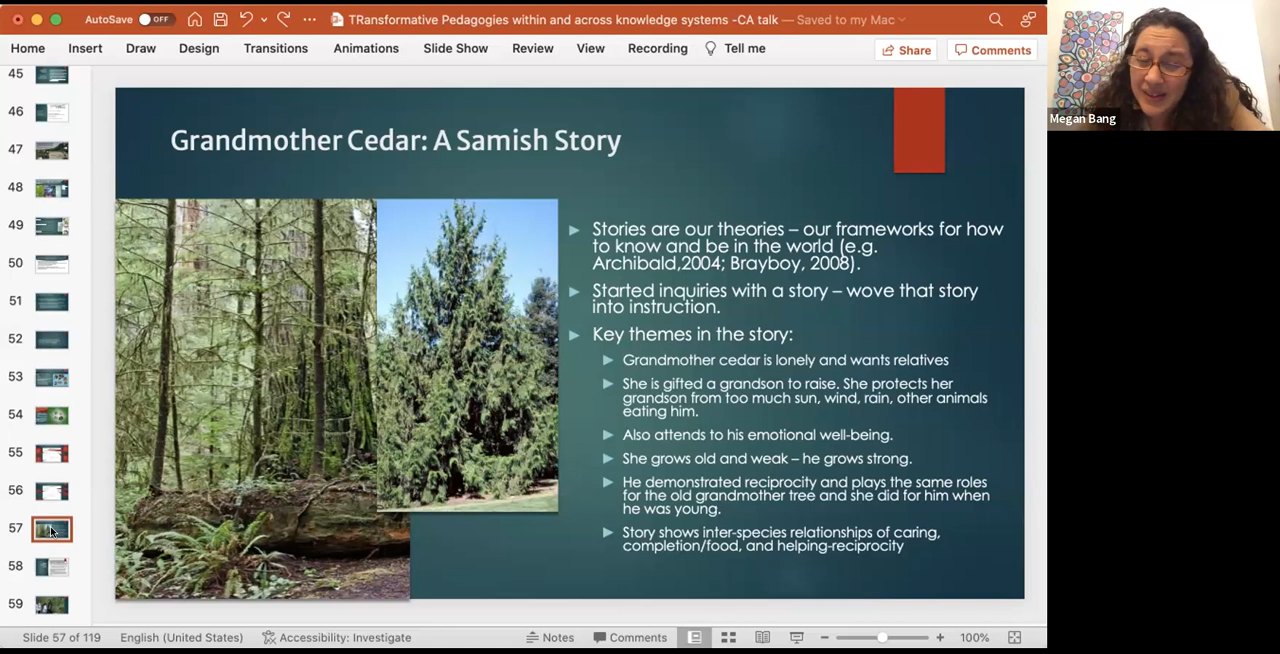 AutoSave OFF
TRansformative Pedagogies within and across knowledge systems -CA talk — Saved to my Mac
Home Insert Draw Design Transitions Animations Slide Show Review View Recording Tell me Share Comments
45
46
47
48
49
50
51
52
53
54
55
56
57
58
59
Grandmother Cedar: A Samish Story
Stories are our theories – our frameworks for how
to know and be in the world (e.g.
Archibald,2004; Brayboy, 2008).
Started inquiries with a story – wove that story
into instruction.
Key themes in the story:
Grandmother cedar is lonely and wants relatives
She is gifted a grandson to raise. She protects her
grandson from too much sun, wind, rain, other animals
eating him.
Also attends to his emotional well-being.
She grows old and weak – he grows strong.
He demonstrated reciprocity and plays the same roles
for the old grandmother tree and she did for him when
he was young.
Story shows inter-species relationships of caring,
completion/food, and helping-reciprocity
Megan Bang
Slide 57 of 119 English (United States) Accessibility: Investigate Notes Comments 100%